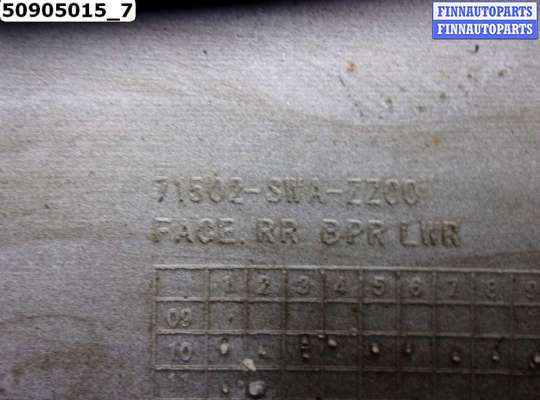 50905015_7
FINNAUTOPARTS
FINNAUTOPARTS
71502-SWA-ZZ00
FACE, RR BPR LWR
1 2 3 4 5 6 7 8 9
09
10
11